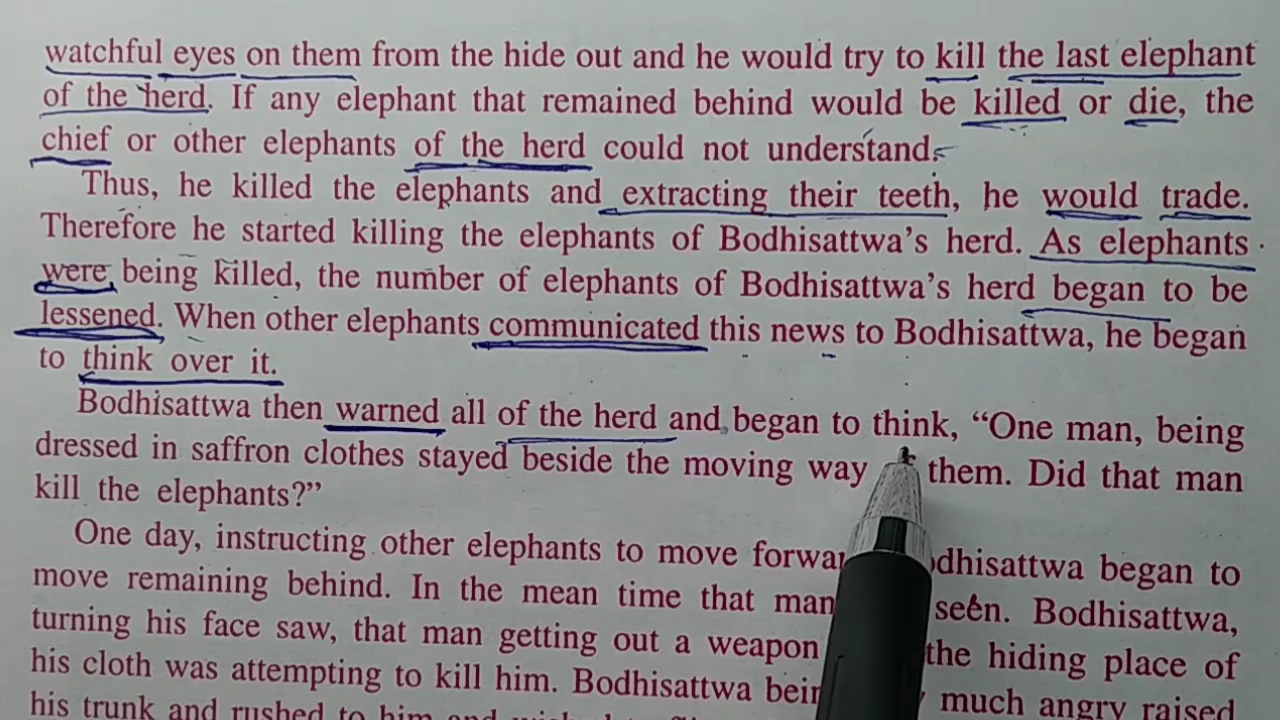 watchful eyes on them from the hide out and he would try to kill the last elephant
of the herd. If any elephant that remained behind would be killed or die, the
chief or other elephants of the herd could not understand.
Thus, he killed the elephants and extracting their teeth, he would trade.
Therefore he started killing the elephants of Bodhisattwa's herd. As elephants
were being killed, the number of elephants of Bodhisattwa's herd began to be
lessened. When other elephants communicated this news to Bodhisattwa, he began
to think over it.
Bodhisattwa then warned all of the herd and began to think, “One man, being
dressed in saffron clothes stayed beside the moving way them. Did that man
kill the elephants?”
One day, instructing other elephants to move began to
move remaining behind. In the mean time that man seen. Bodhisattwa,
turning his face saw, that man getting out a weapon the hiding place of
his cloth was attempting to kill him. Bodhisattwa much angry raised
his trunk and rushed to him and